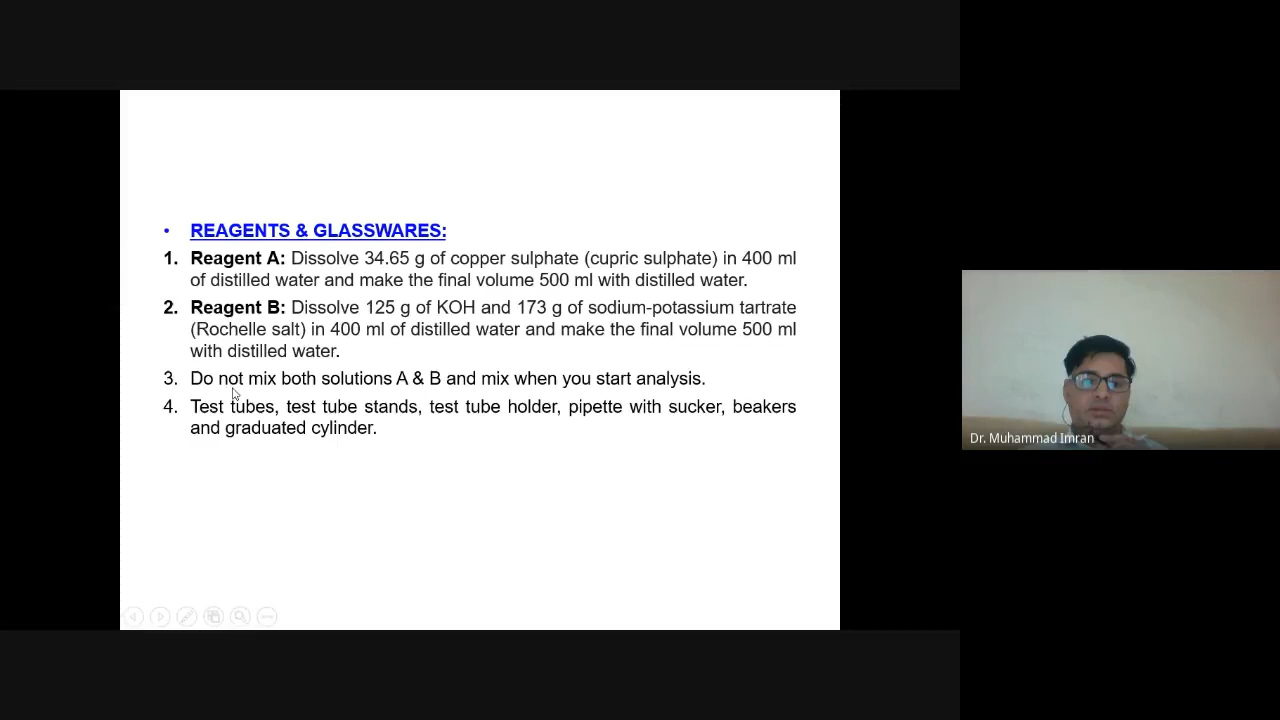 • REAGENTS & GLASSWARES:
1. Reagent A: Dissolve 34.65 g of copper sulphate (cupric sulphate) in 400 ml
of distilled water and make the final volume 500 ml with distilled water.
2. Reagent B: Dissolve 125 g of KOH and 173 g of sodium-potassium tartrate
(Rochelle salt) in 400 ml of distilled water and make the final volume 500 ml
with distilled water.
3. Do not mix both solutions A & B and mix when you start analysis.
4. Test tubes, test tube stands, test tube holder, pipette with sucker, beakers
and graduated cylinder.
Dr. Muhammad Imran